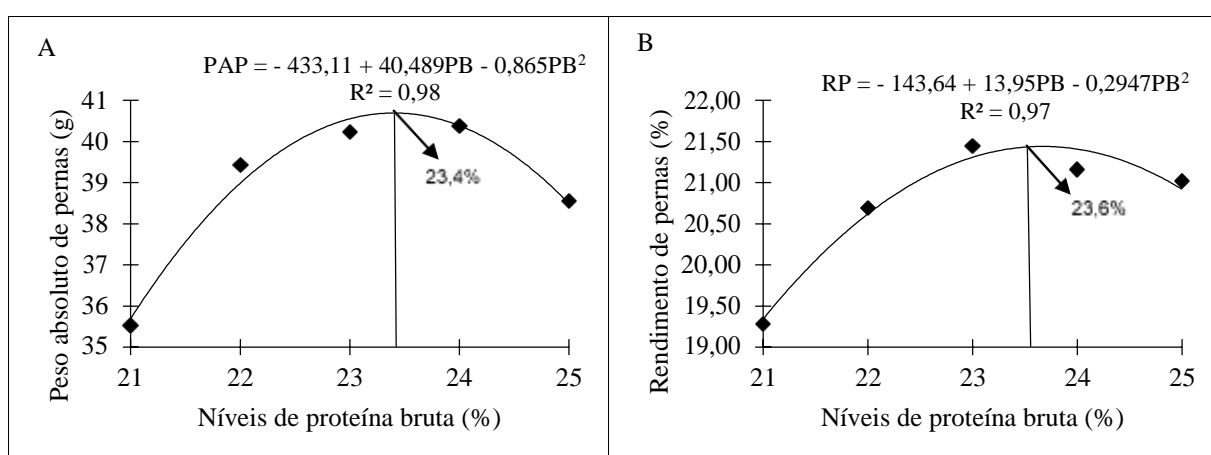 A
PAP = - 433,11 + 40,489PB - 0,865PB²
R² = 0,98
Peso absoluto de pernas (g)
41
40
39
38
37
36
35
23,4%
21 22 23 24 25
Níveis de proteína bruta (%)
B
RP = - 143,64 + 13,95PB - 0,2947PB²
R² = 0,97
Rendimento de pernas (%)
22,00
21,50
21,00
20,50
20,00
19,50
19,00
23,6%
21 22 23 24 25
Níveis de proteína bruta (%)